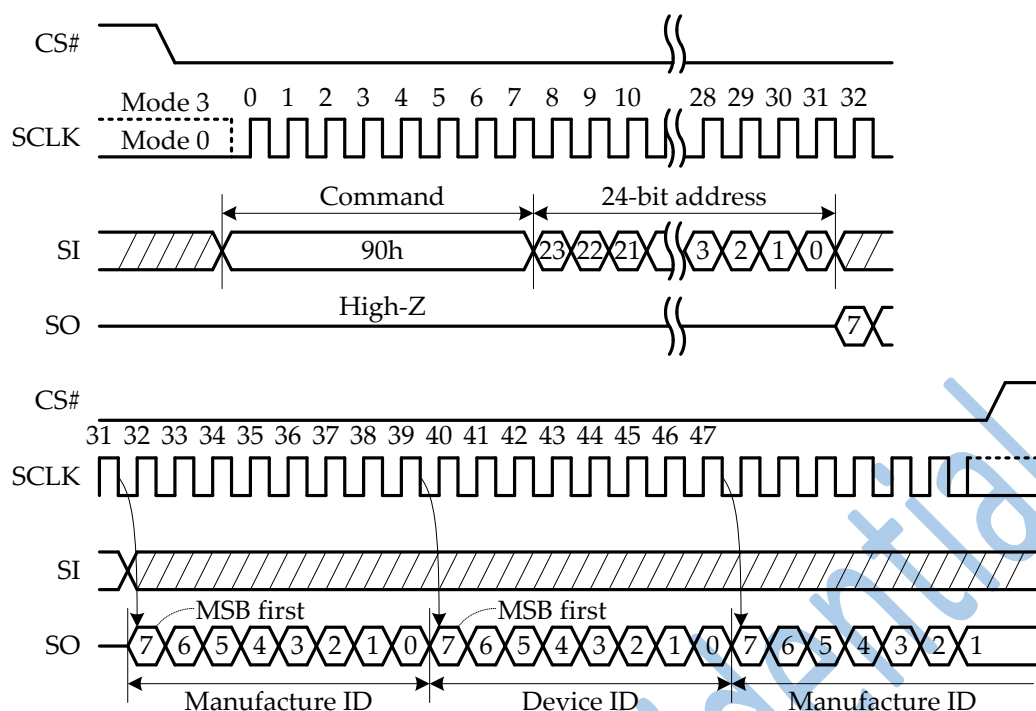 CS#
Mode 3 0 1 2 3 4 5 6 7 8 9 10 28 29 30 31 32
SCLK Mode 0
Command 24-bit address
SI 90h 23 22 21 3 2 1 0
High-Z
SO 7
CS#
31 32 33 34 35 36 37 38 39 40 41 42 43 44 45 46 47
SCLK
SI
MSB first MSB first
SO 7 6 5 4 3 2 1 0 7 6 5 4 3 2 1 0 7 6 5 4 3 2 1
Manufacture ID Device ID Manufacture ID